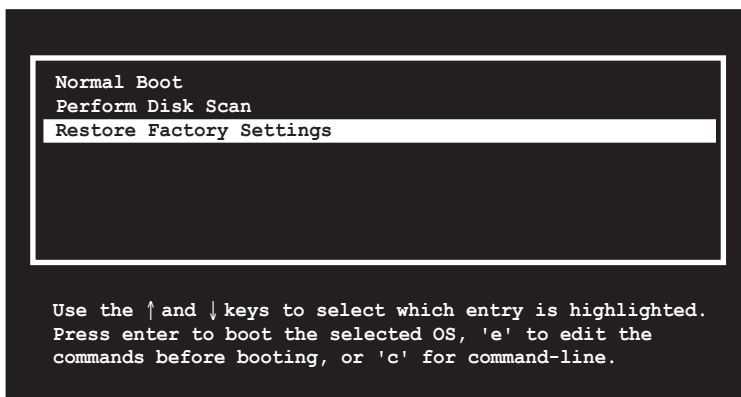 Normal Boot
Perform Disk Scan
Restore Factory Settings
Use the ↑ and ↓ keys to select which entry is highlighted.
Press enter to boot the selected OS, 'e' to edit the
commands before booting, or 'c' for command-line.